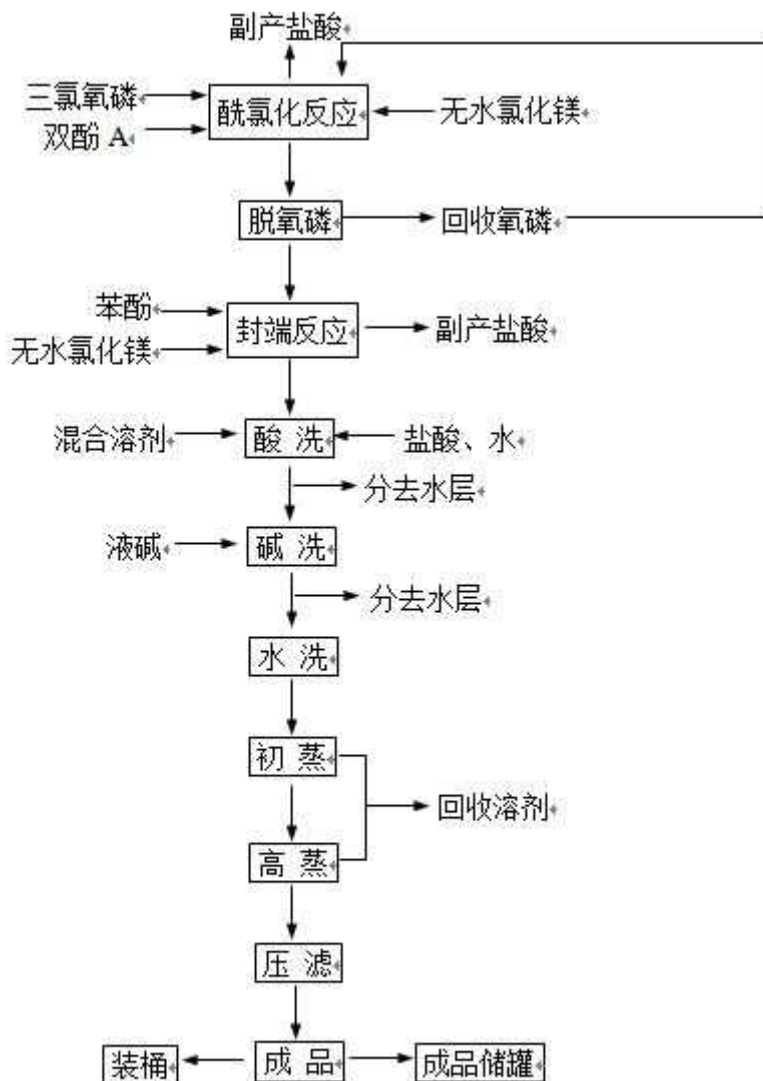 副产盐酸
三氯氧磷
酰氯化反应
无水氯化镁
双酚 A
脱氧磷
回收氧磷
苯酚
封端反应
副产盐酸
无水氯化镁
混合溶剂
酸 洗
盐酸、水
分去水层
液碱
碱 洗
分去水层
水 洗
初 蒸
回收溶剂
高 蒸
压 滤
装桶
成 品
成品储罐